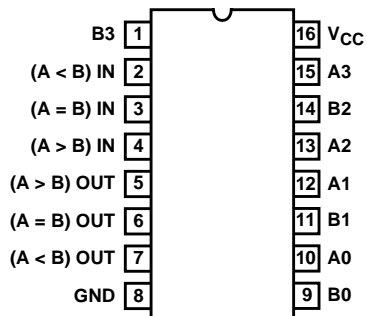 B3 1 16 VCC
(A < B) IN 2 15 A3
(A = B) IN 3 14 B2
(A > B) IN 4 13 A2
(A > B) OUT 5 12 A1
(A = B) OUT 6 11 B1
(A < B) OUT 7 10 A0
GND 8 9 B0